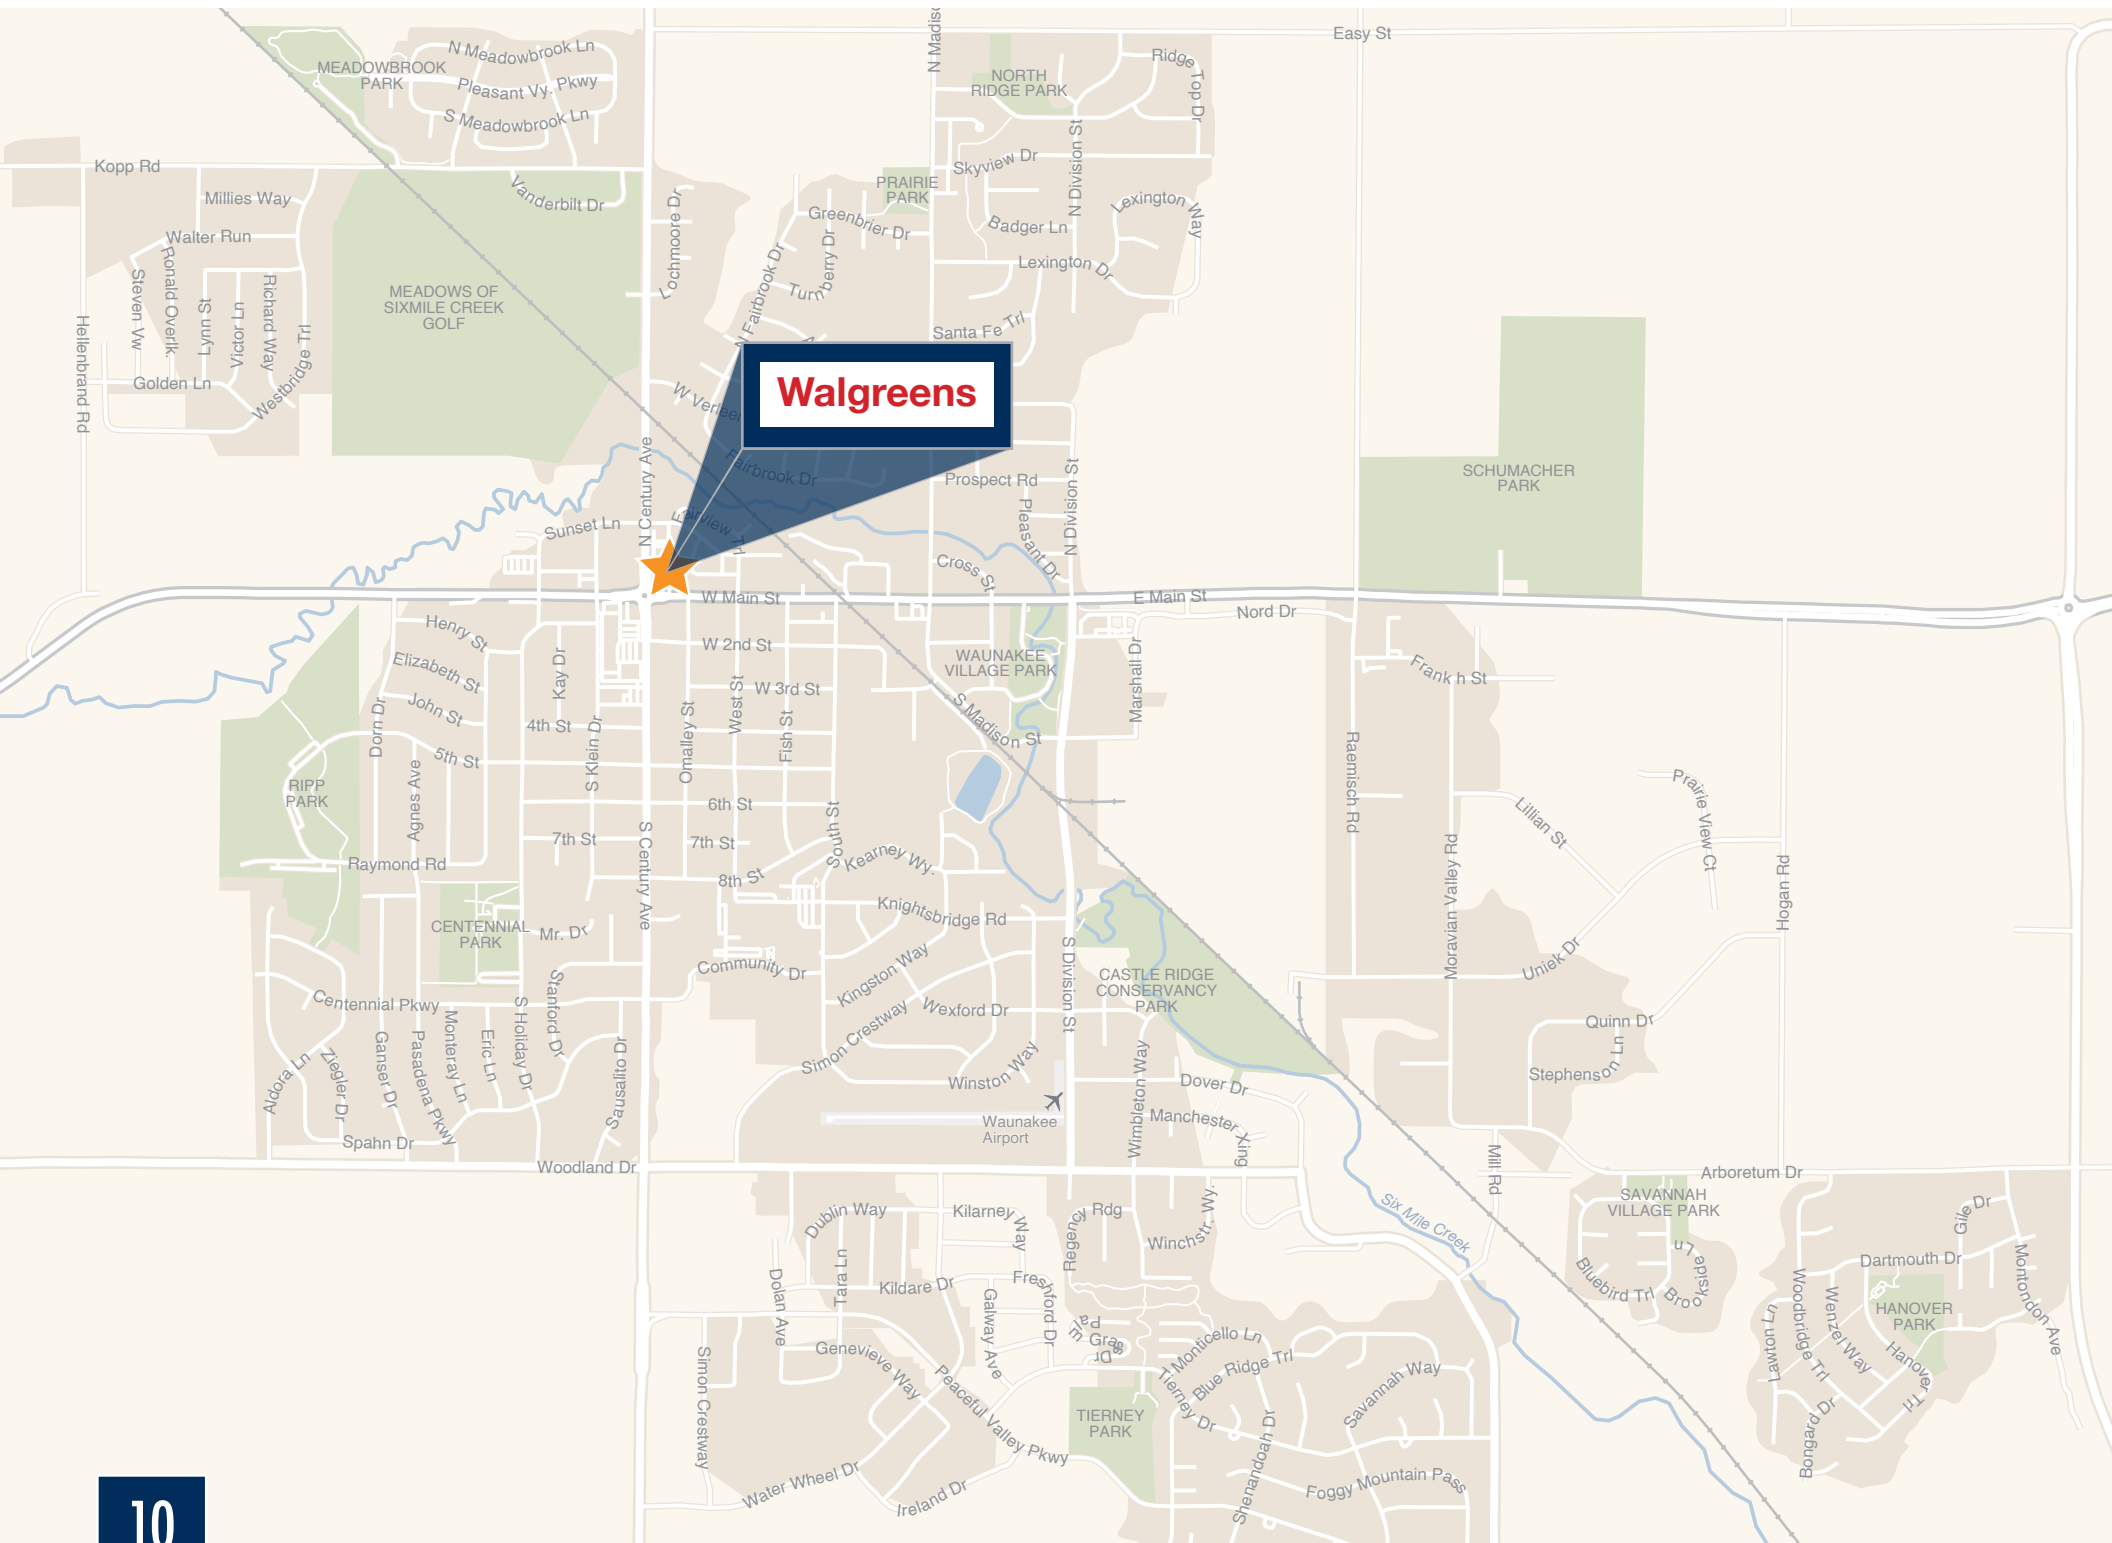 Easy St
N Meadowbrook Ln
Pleasant Vy. Pkwy
S Meadowbrook Ln
MEADOWBROOK
PARK
NORTH
RIDGE PARK
Ridge Top Dr
Kopp Rd
Millies Way
Walter Run
Vanderbilt Dr
Lochmoore Dr
PRAIRIE
PARK
Skyview Dr
N Division St
Lexington Way
Greenbrier Dr
Badger Ln
Lexington Dr
Turnberry Dr
N Fairbrook Dr
Steven Vw
Ronald Overlk.
Lynn St
Victor Ln
Richard Way
Westbridge Trl
Golden Ln
Hellenbrand Rd
MEADOWS OF
SIXMILE CREEK
GOLF
Santa Fe Trl
Walgreens
Fairbrook Dr
Prospect Rd
Pleasant Dr
N Division St
SCHUMACHER
PARK
N Century Ave
Sunset Ln
Fairview Trl
Cross St
W Main St
E Main St
Nord Dr
Henry St
Elizabeth St
John St
Kay Dr
W 2nd St
W 3rd St
WAUNAKEE
VILLAGE PARK
Marshall Dr
Frank h St
Dorn Dr
4th St
5th St
S Klein Dr
Omalley St
West St
Fish St
S Madison St
Raemisch Rd
RIPP
PARK
Agnes Ave
6th St
7th St
7th St
South St
Prairie View Ct
Lillian St
Raymond Rd
S Century Ave
8th St
Kearney Wy.
Moravian Valley Rd
Hogan Rd
CENTENNIAL
PARK
Mr. Dr
Knightsbridge Rd
Community Dr
Kingston Way
S Division St
CASTLE RIDGE
CONSERVANCY
PARK
Uniek Dr
Centennial Pkwy
S Holiday Dr
Stanford Dr
Simon Crestway
Wexford Dr
Quinn Dr
Stephenson Ln
Aldora Ln
Ziegler Dr
Ganser Dr
Pasadena Pkwy
Monteray Ln
Eric Ln
Sausalito Dr
Winston Way
Wimbleton Way
Dover Dr
Manchester Xing
Waunakee
Airport
Spahn Dr
Woodland Dr
Mill Rd
Arboretum Dr
SAVANNAH
VILLAGE PARK
Six Mile Creek
Dublin Way
Kilarney Way
Regency Rdg
Winchstr. Wy.
Gile Dr
Dartmouth Dr
Montondon Ave
Brookside Ln
Bluebird Trl
HANOVER
PARK
Hanover Trl
Dolan Ave
Tara Ln
Kildare Dr
Freshford Dr
Galway Ave
Palm Grass Dr
Monticello Ln
Blue Ridge Trl
Tierney Dr
Savannah Way
Lawton Ln
Woodbridge Trl
Wenzel Way
Bongard Dr
Simon Crestway
Genevieve Way
Peaceful Valley Pkwy
TIERNEY
PARK
Shenandoah Dr
Foggy Mountain Pass
Water Wheel Dr
Ireland Dr
10